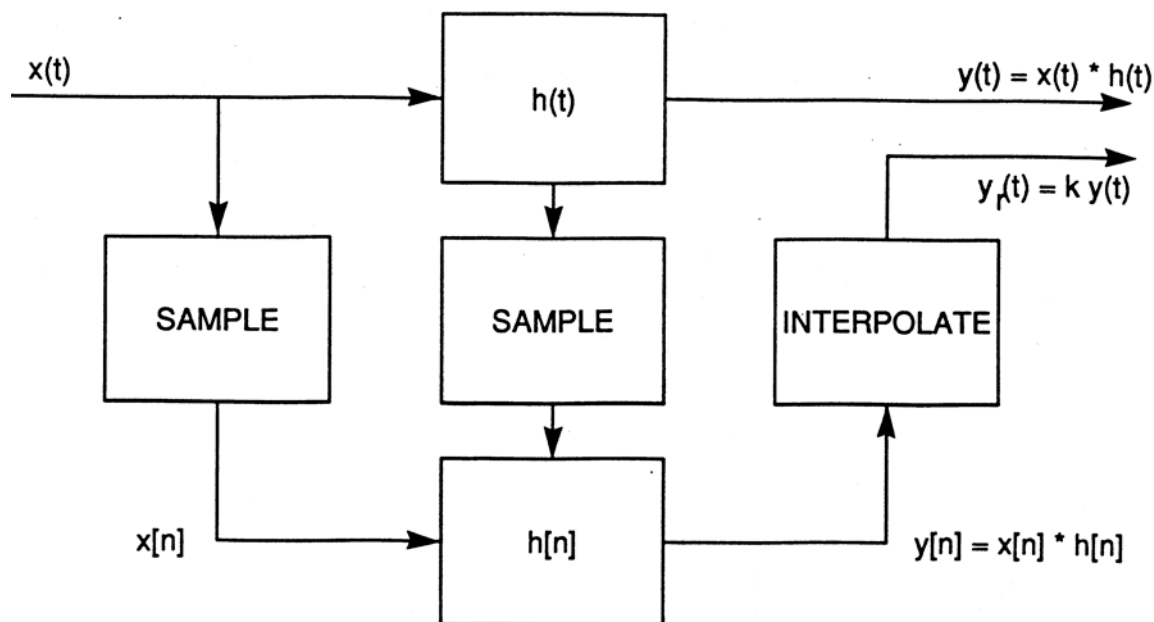 x(t)
h(t)
y(t) = x(t) * h(t)
y_r(t) = k y(t)
SAMPLE
SAMPLE
INTERPOLATE
x[n]
h[n]
y[n] = x[n] * h[n]